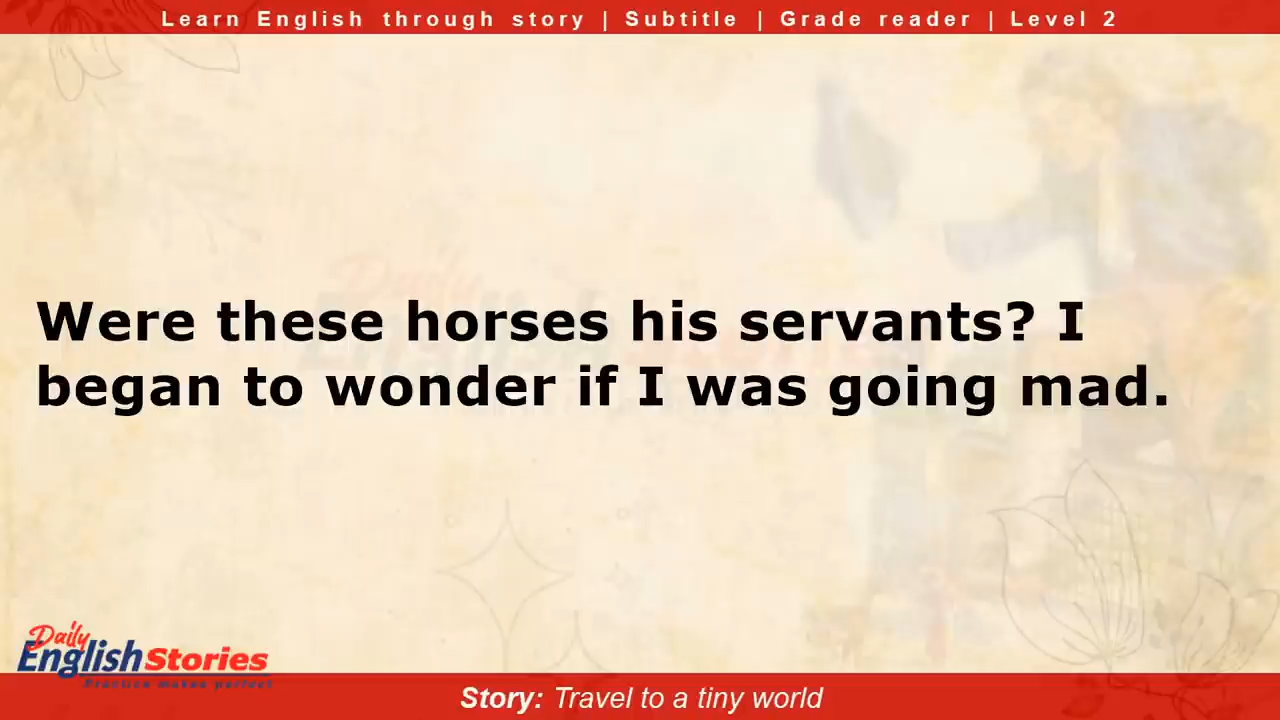 Learn English through story | Subtitle | Grade reader | Level 2
Were these horses his servants? I
began to wonder if I was going mad.
Daily
English Stories
Practice makes perfect
Story: Travel to a tiny world